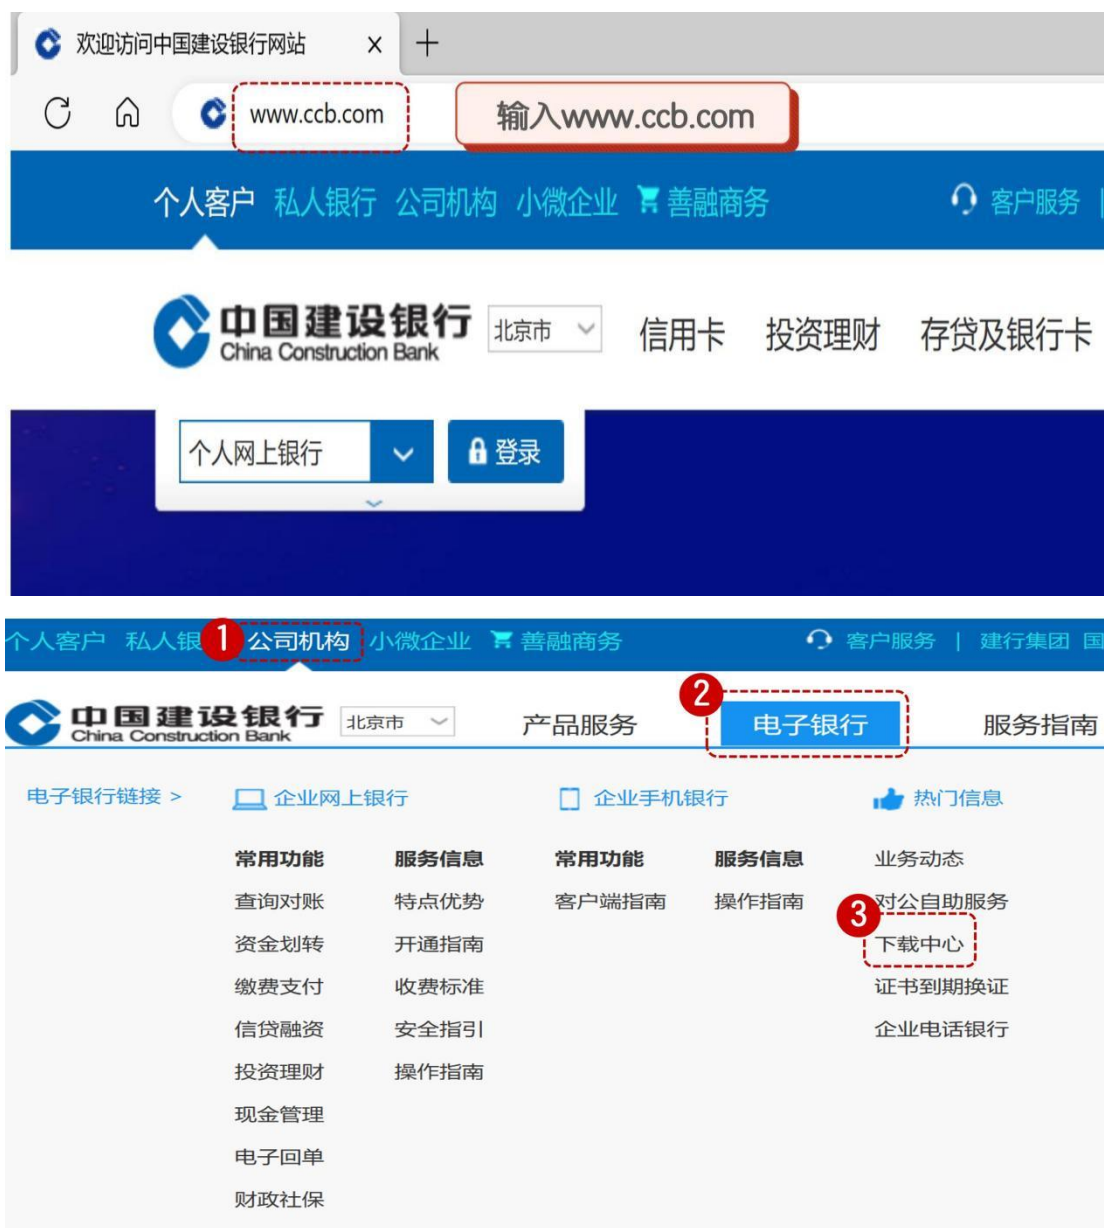 欢迎访问中国建设银行网站
www.ccb.com
输入www.ccb.com
个人客户 私人银行 公司机构 小微企业 善融商务 客户服务 |
中国建设银行
China Construction Bank
北京市 信用卡 投资理财 存贷及银行卡
个人网上银行 登录
个人客户 私人银 1 公司机构 小微企业 善融商务 客户服务 | 建行集团 国
中国建设银行
China Construction Bank
北京市 产品服务 2 电子银行 服务指南
电子银行链接 > 企业网上银行 企业手机银行 热门信息
常用功能 服务信息 常用功能 服务信息 业务动态
查询对账 特点优势 客户端指南 操作指南 对公自助服务
资金划转 开通指南 3 下载中心
缴费支付 收费标准 证书到期换证
信贷融资 安全指引 企业电话银行
投资理财 操作指南
现金管理
电子回单
财政社保